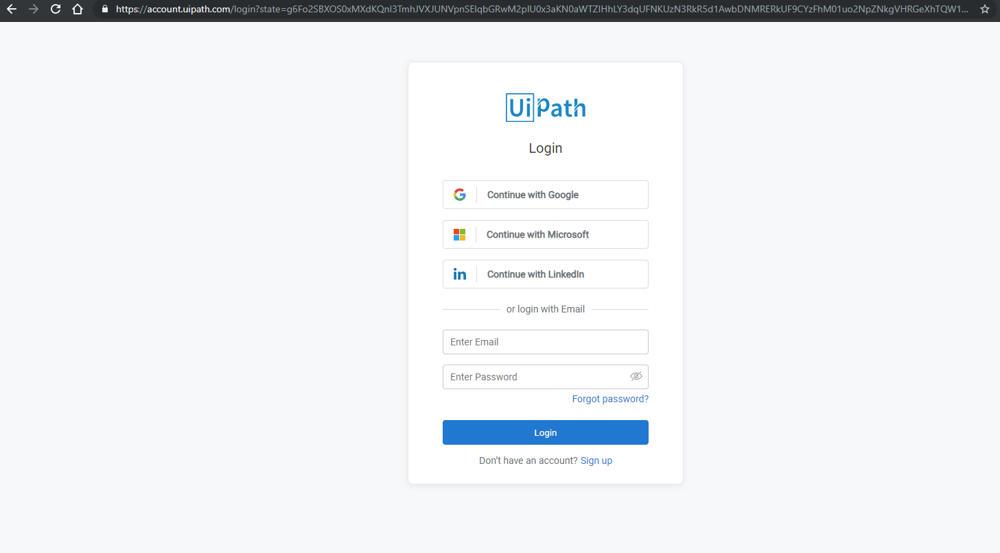 https://account.uipath.com/login?state=
UiPath
Login
Continue with Google
Continue with Microsoft
in
Continue with LinkedIn
or login with Email
Enter Email
Enter Password
Forgot password?
Login
Don't have an account? Sign up